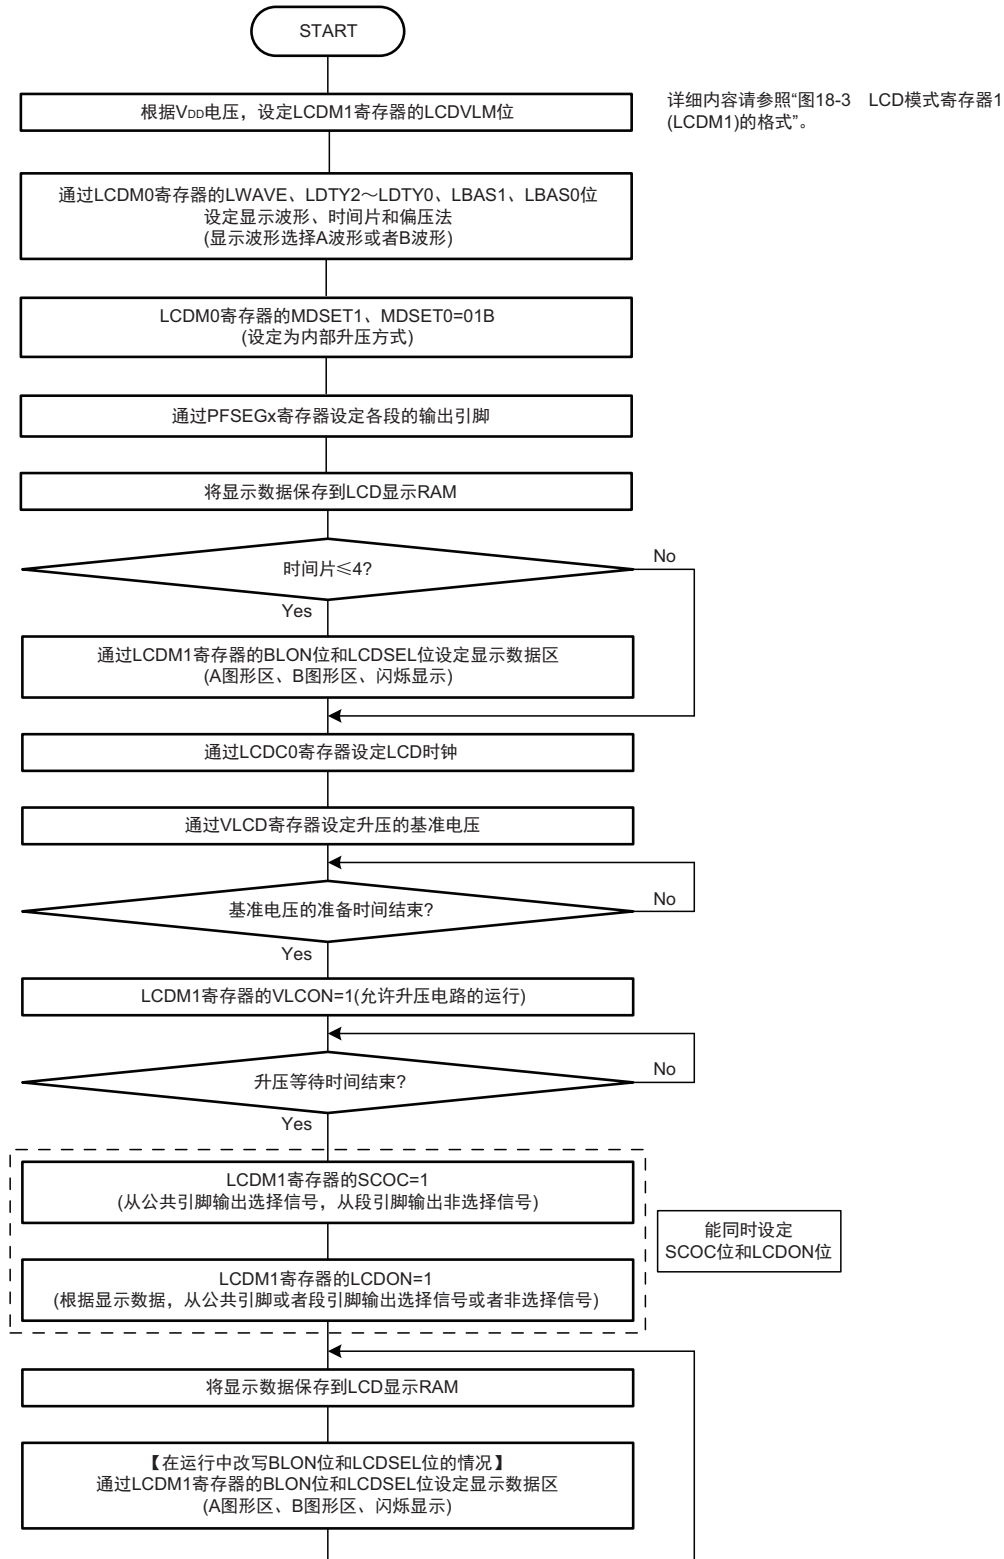 START
根据VDD电压，设定LCDM1寄存器的LCDVLM位
详细内容请参照“图18-3　LCD模式寄存器1
(LCDM1)的格式”。
通过LCDM0寄存器的LWAVE、LDTY2～LDTY0、LBAS1、LBAS0位
设定显示波形、时间片和偏压法
(显示波形选择A波形或者B波形)
LCDM0寄存器的MDSET1、MDSET0=01B
(设定为内部升压方式)
通过PFSEGx寄存器设定各段的输出引脚
将显示数据保存到LCD显示RAM
时间片≤4?
No
Yes
通过LCDM1寄存器的BLON位和LCDSEL位设定显示数据区
(A图形区、B图形区、闪烁显示)
通过LCDC0寄存器设定LCD时钟
通过VLCD寄存器设定升压的基准电压
基准电压的准备时间结束?
No
Yes
LCDM1寄存器的VLCON=1(允许升压电路的运行)
升压等待时间结束?
No
Yes
LCDM1寄存器的SCOC=1
(从公共引脚输出选择信号，从段引脚输出非选择信号)
能同时设定
SCOC位和LCDON位
LCDM1寄存器的LCDON=1
(根据显示数据，从公共引脚或者段引脚输出选择信号或者非选择信号)
将显示数据保存到LCD显示RAM
【在运行中改写BLON位和LCDSEL位的情况】
通过LCDM1寄存器的BLON位和LCDSEL位设定显示数据区
(A图形区、B图形区、闪烁显示)